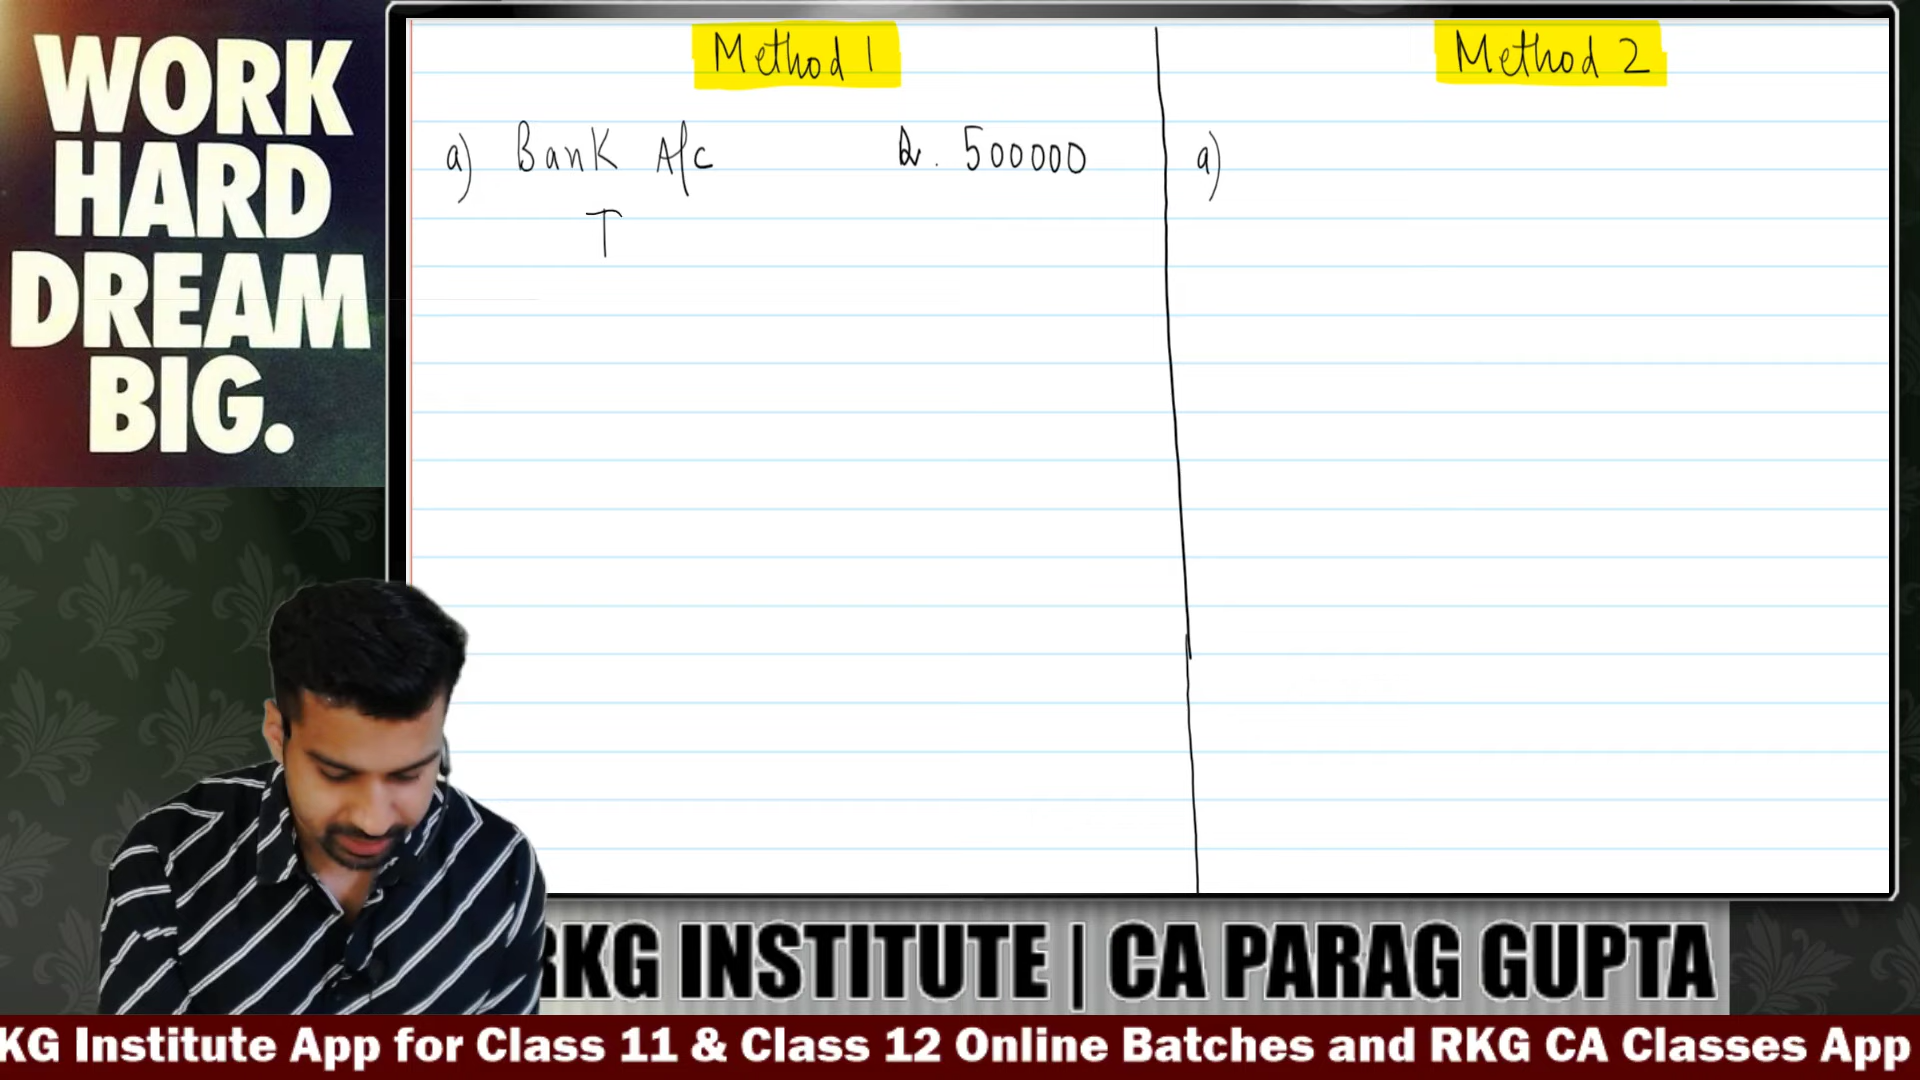 WORK
HARD
DREAM
BIG.
Method 1
Method 2
a) Bank A/c Dr. 500000
a)
T
RKG INSTITUTE | CA PARAG GUPTA
KG Institute App for Class 11 & Class 12 Online Batches and RKG CA Classes App